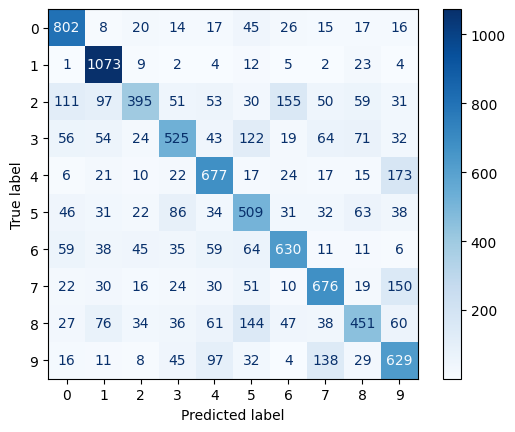 0 802 8 20 14 17 45 26 15 17 16
1 1 1073 9 2 4 12 5 2 23 4
2 111 97 395 51 53 30 155 50 59 31
3 56 54 24 525 43 122 19 64 71 32
4 6 21 10 22 677 17 24 17 15 173
5 46 31 22 86 34 509 31 32 63 38
6 59 38 45 35 59 64 630 11 11 6
7 22 30 16 24 30 51 10 676 19 150
8 27 76 34 36 61 144 47 38 451 60
9 16 11 8 45 97 32 4 138 29 629
0 1 2 3 4 5 6 7 8 9
Predicted label
True label
1000
800
600
400
200